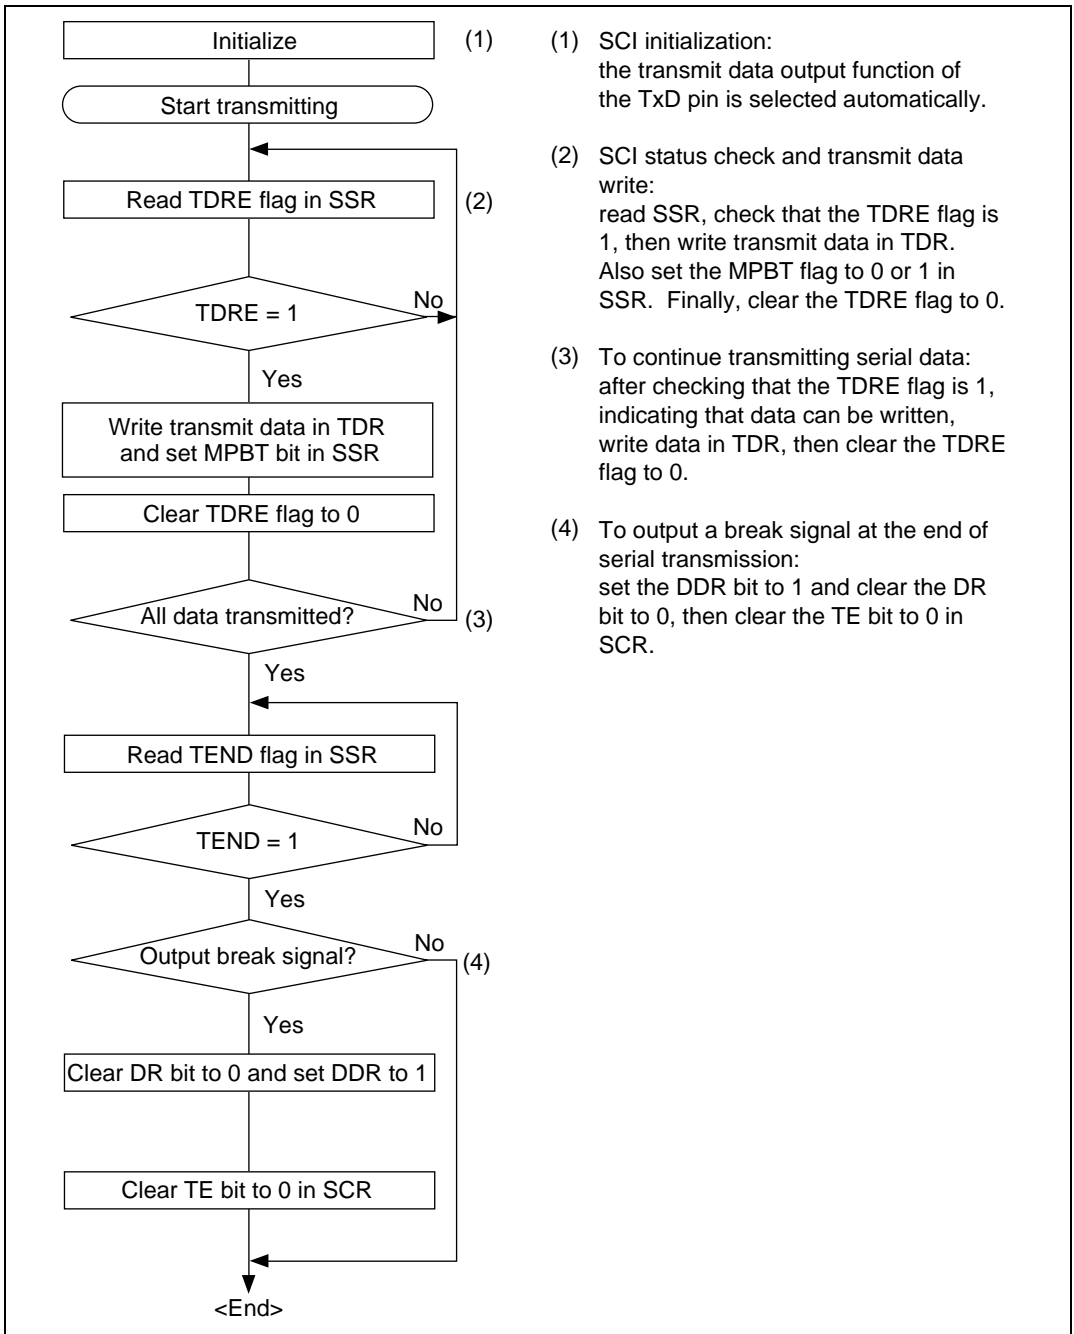 Initialize
(1)
Start transmitting
Read TDRE flag in SSR
(2)
TDRE = 1
No
Yes
Write transmit data in TDR
and set MPBT bit in SSR
Clear TDRE flag to 0
All data transmitted?
No
(3)
Yes
Read TEND flag in SSR
TEND = 1
No
Yes
Output break signal?
No
(4)
Yes
Clear DR bit to 0 and set DDR to 1
Clear TE bit to 0 in SCR
<End>
(1) SCI initialization:
the transmit data output function of
the TxD pin is selected automatically.
(2) SCI status check and transmit data
write:
read SSR, check that the TDRE flag is
1, then write transmit data in TDR.
Also set the MPBT flag to 0 or 1 in
SSR. Finally, clear the TDRE flag to 0.
(3) To continue transmitting serial data:
after checking that the TDRE flag is 1,
indicating that data can be written,
write data in TDR, then clear the TDRE
flag to 0.
(4) To output a break signal at the end of
serial transmission:
set the DDR bit to 1 and clear the DR
bit to 0, then clear the TE bit to 0 in
SCR.